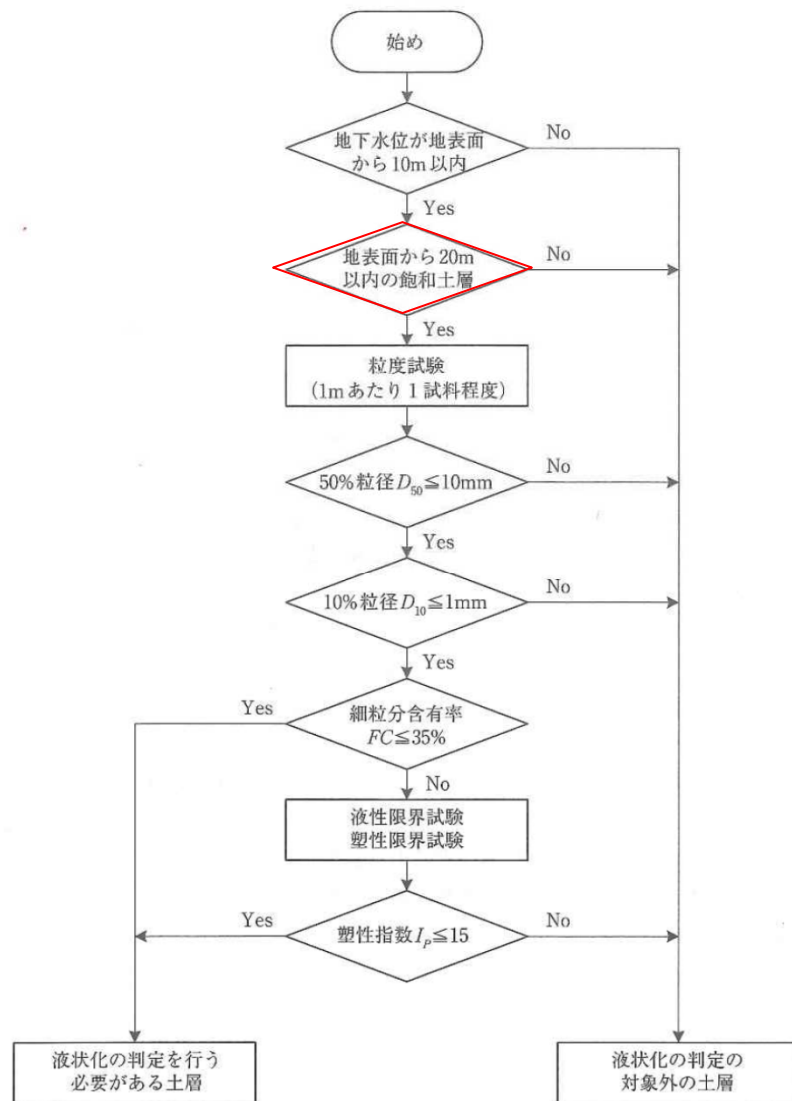 始め
地下水位が地表面
から10m以内
No
Yes
地表面から20m
以内の飽和土層
No
Yes
粒度試験
(1mあたり1試料程度)
50%粒径D₅₀≦10mm
No
Yes
10%粒径D₁₀≦1mm
No
Yes
細粒分含有率
FC≦35%
Yes
No
液性限界試験
塑性限界試験
塑性指数Iₚ≦15
Yes
No
液状化の判定を行う
必要がある土層
液状化の判定の
対象外の土層